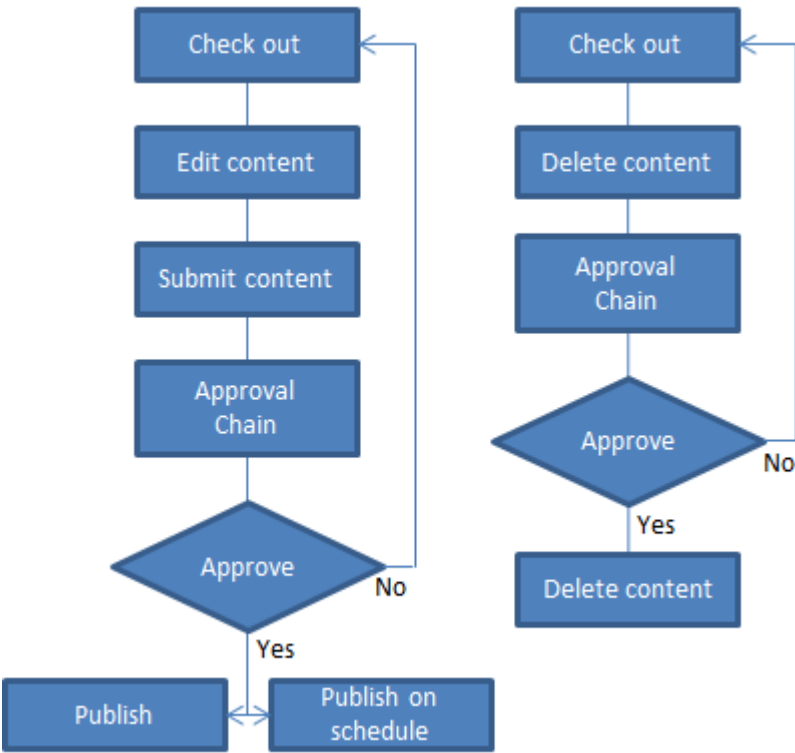 Check out
Edit content
Submit content
Approval
Chain
Approve
No
Yes
Publish
Publish on
schedule
Check out
Delete content
Approval
Chain
Approve
No
Yes
Delete content